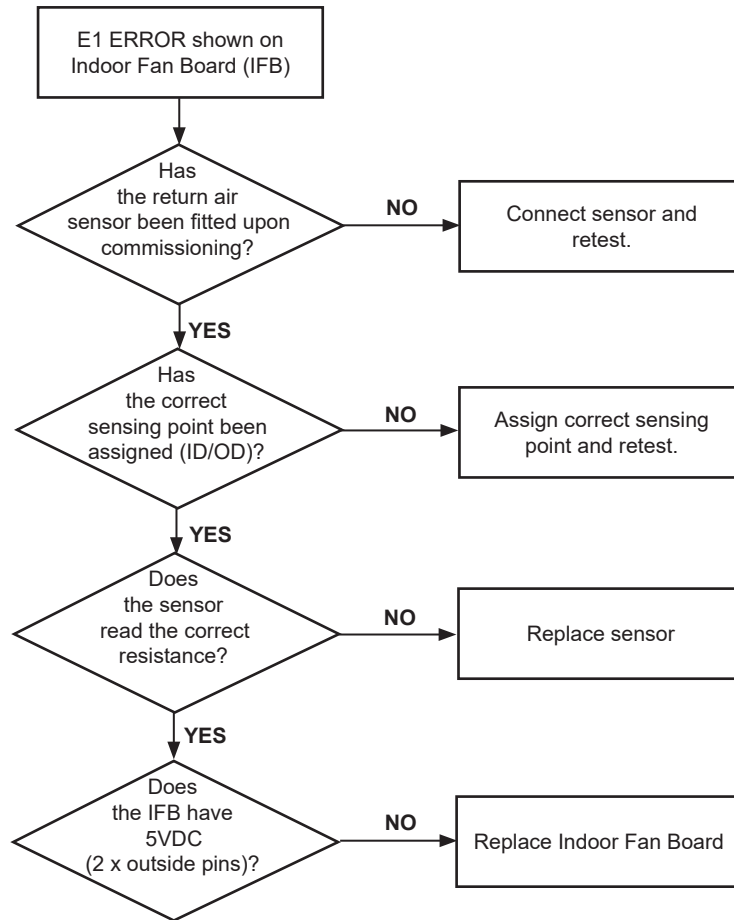 E1 ERROR shown on
Indoor Fan Board (IFB)
Has
the return air
sensor been fitted upon
commissioning?
NO
Connect sensor and
retest.
YES
Has
the correct
sensing point been
assigned (ID/OD)?
NO
Assign correct sensing
point and retest.
YES
Does
the sensor
read the correct
resistance?
NO
Replace sensor
YES
Does
the IFB have
5VDC
(2 x outside pins)?
NO
Replace Indoor Fan Board